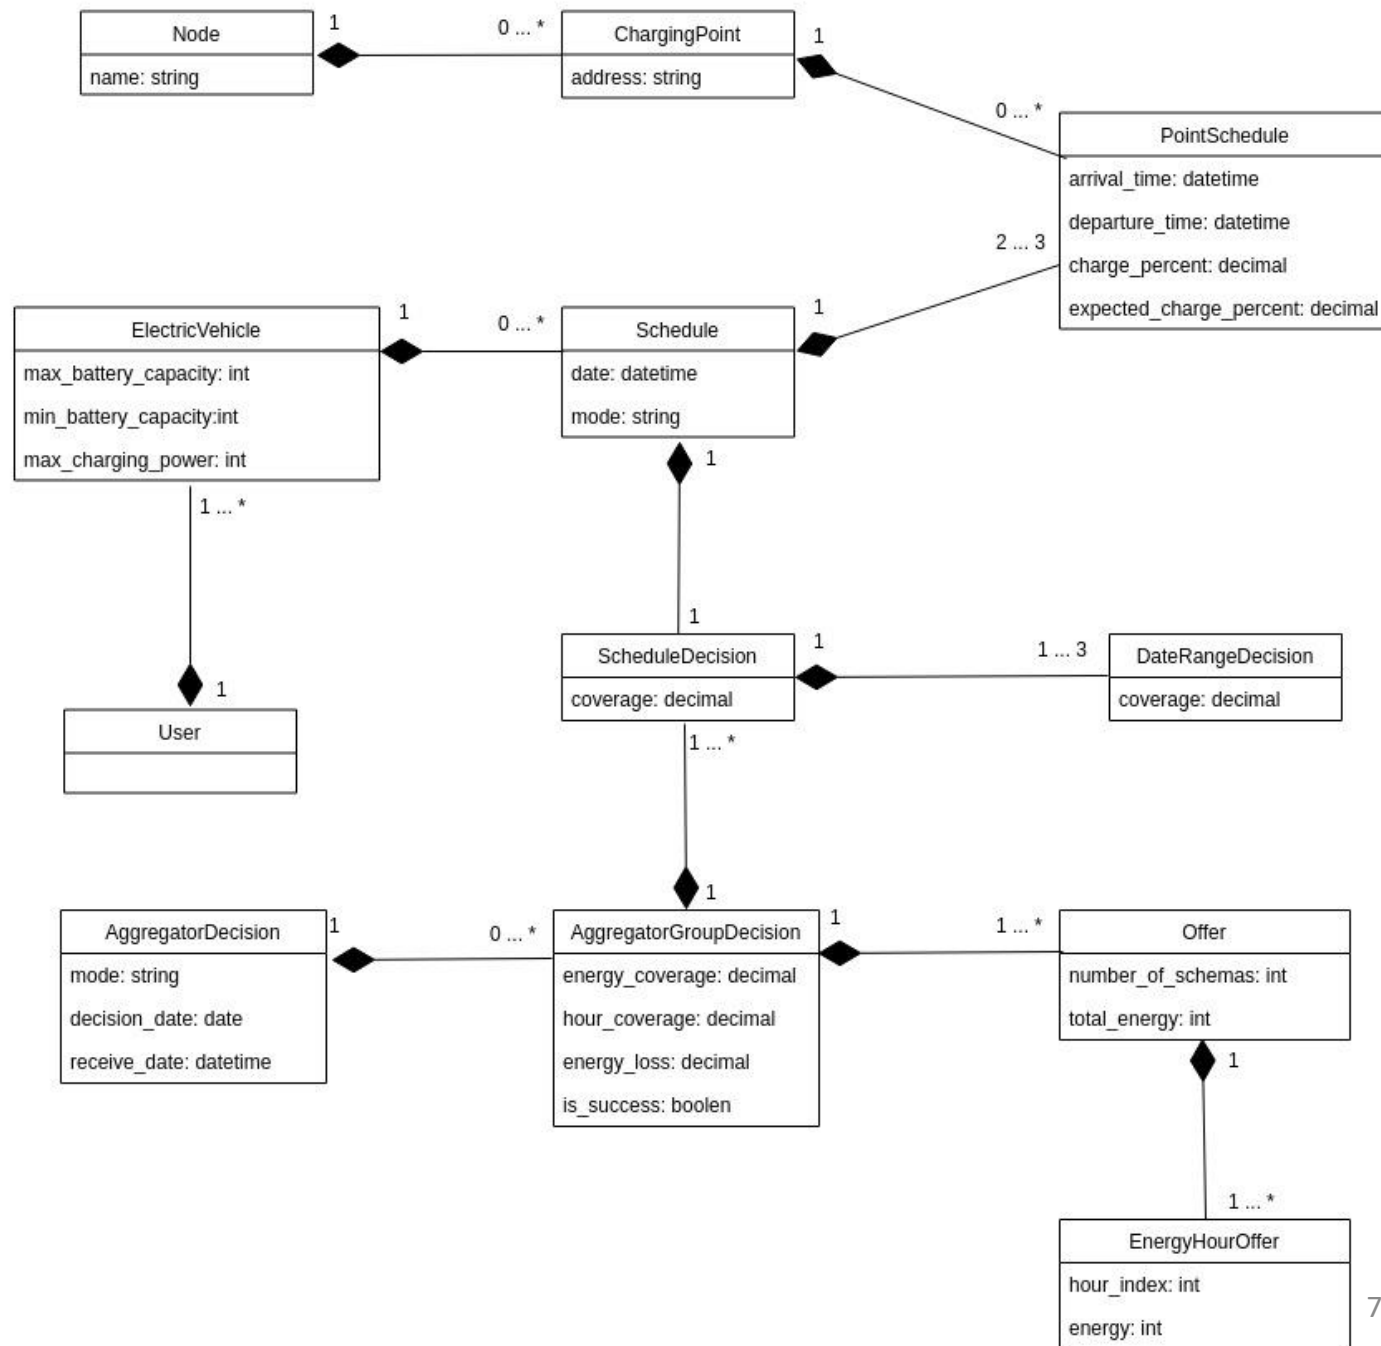 Node
name: string
1
0 ... *
ChargingPoint
address: string
1
0 ... *
PointSchedule
arrival_time: datetime
departure_time: datetime
charge_percent: decimal
expected_charge_percent: decimal
2 ... 3
ElectricVehicle
max_battery_capacity: int
min_battery_capacity:int
max_charging_power: int
1
0 ... *
Schedule
date: datetime
mode: string
1
1
1 ... *
1
User
1
ScheduleDecision
coverage: decimal
1
1 ... 3
DateRangeDecision
coverage: decimal
1 ... *
1
AggregatorDecision
mode: string
decision_date: date
receive_date: datetime
1
0 ... *
AggregatorGroupDecision
energy_coverage: decimal
hour_coverage: decimal
energy_loss: decimal
is_success: boolen
1
1 ... *
Offer
number_of_schemas: int
total_energy: int
1
1 ... *
EnergyHourOffer
hour_index: int
energy: int
7